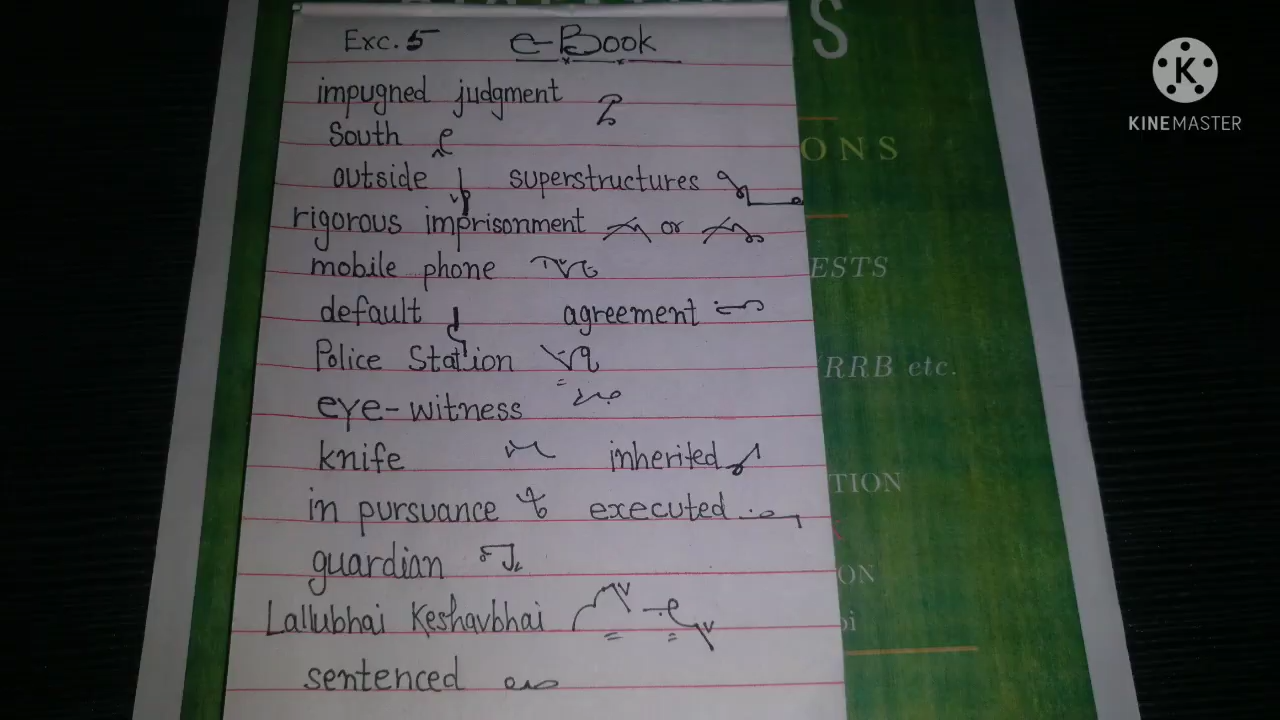 S
Exc. 5 e-Book
KINEMASTER
impugned judgment
South
ONS
outside superstructures
rigorous imprisonment or
mobile phone
ESTS
default agreement
Police Station
RRB etc.
eye-witness
knife inherited
TION
in pursuance executed
guardian
ON
Lallubhai Keshavbhai
bi
sentenced